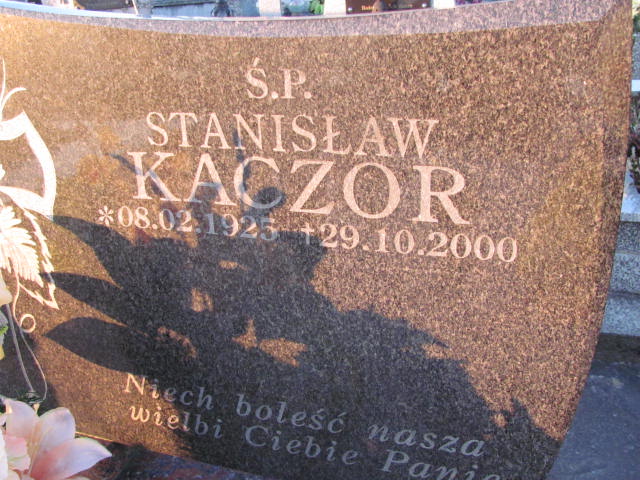 Ś.P.
STANISŁAW
KACZOR
*08.02.1925 †29.10.2000
Niech boleść nasza
wielbi Ciebie Panie